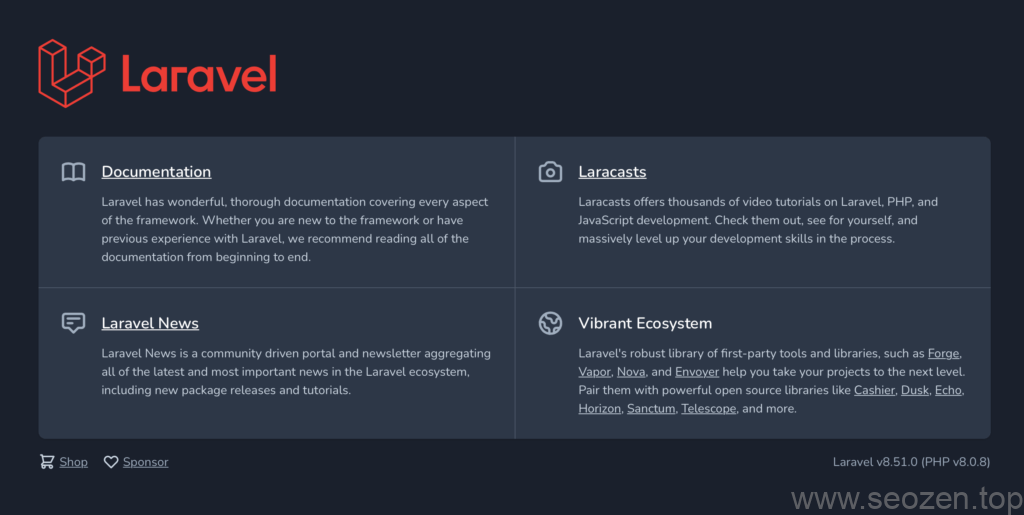 Laravel
Documentation
Laravel has wonderful, thorough documentation covering every aspect
of the framework. Whether you are new to the framework or have
previous experience with Laravel, we recommend reading all of the
documentation from beginning to end.
Laracasts
Laracasts offers thousands of video tutorials on Laravel, PHP, and
JavaScript development. Check them out, see for yourself, and
massively level up your development skills in the process.
Laravel News
Laravel News is a community driven portal and newsletter aggregating
all of the latest and most important news in the Laravel ecosystem,
including new package releases and tutorials.
Vibrant Ecosystem
Laravel's robust library of first-party tools and libraries, such as Forge,
Vapor, Nova, and Envoyer help you take your projects to the next level.
Pair them with powerful open source libraries like Cashier, Dusk, Echo,
Horizon, Sanctum, Telescope, and more.
Shop Sponsor
Laravel v8.51.0 (PHP v8.0.8)
www.seozen.top